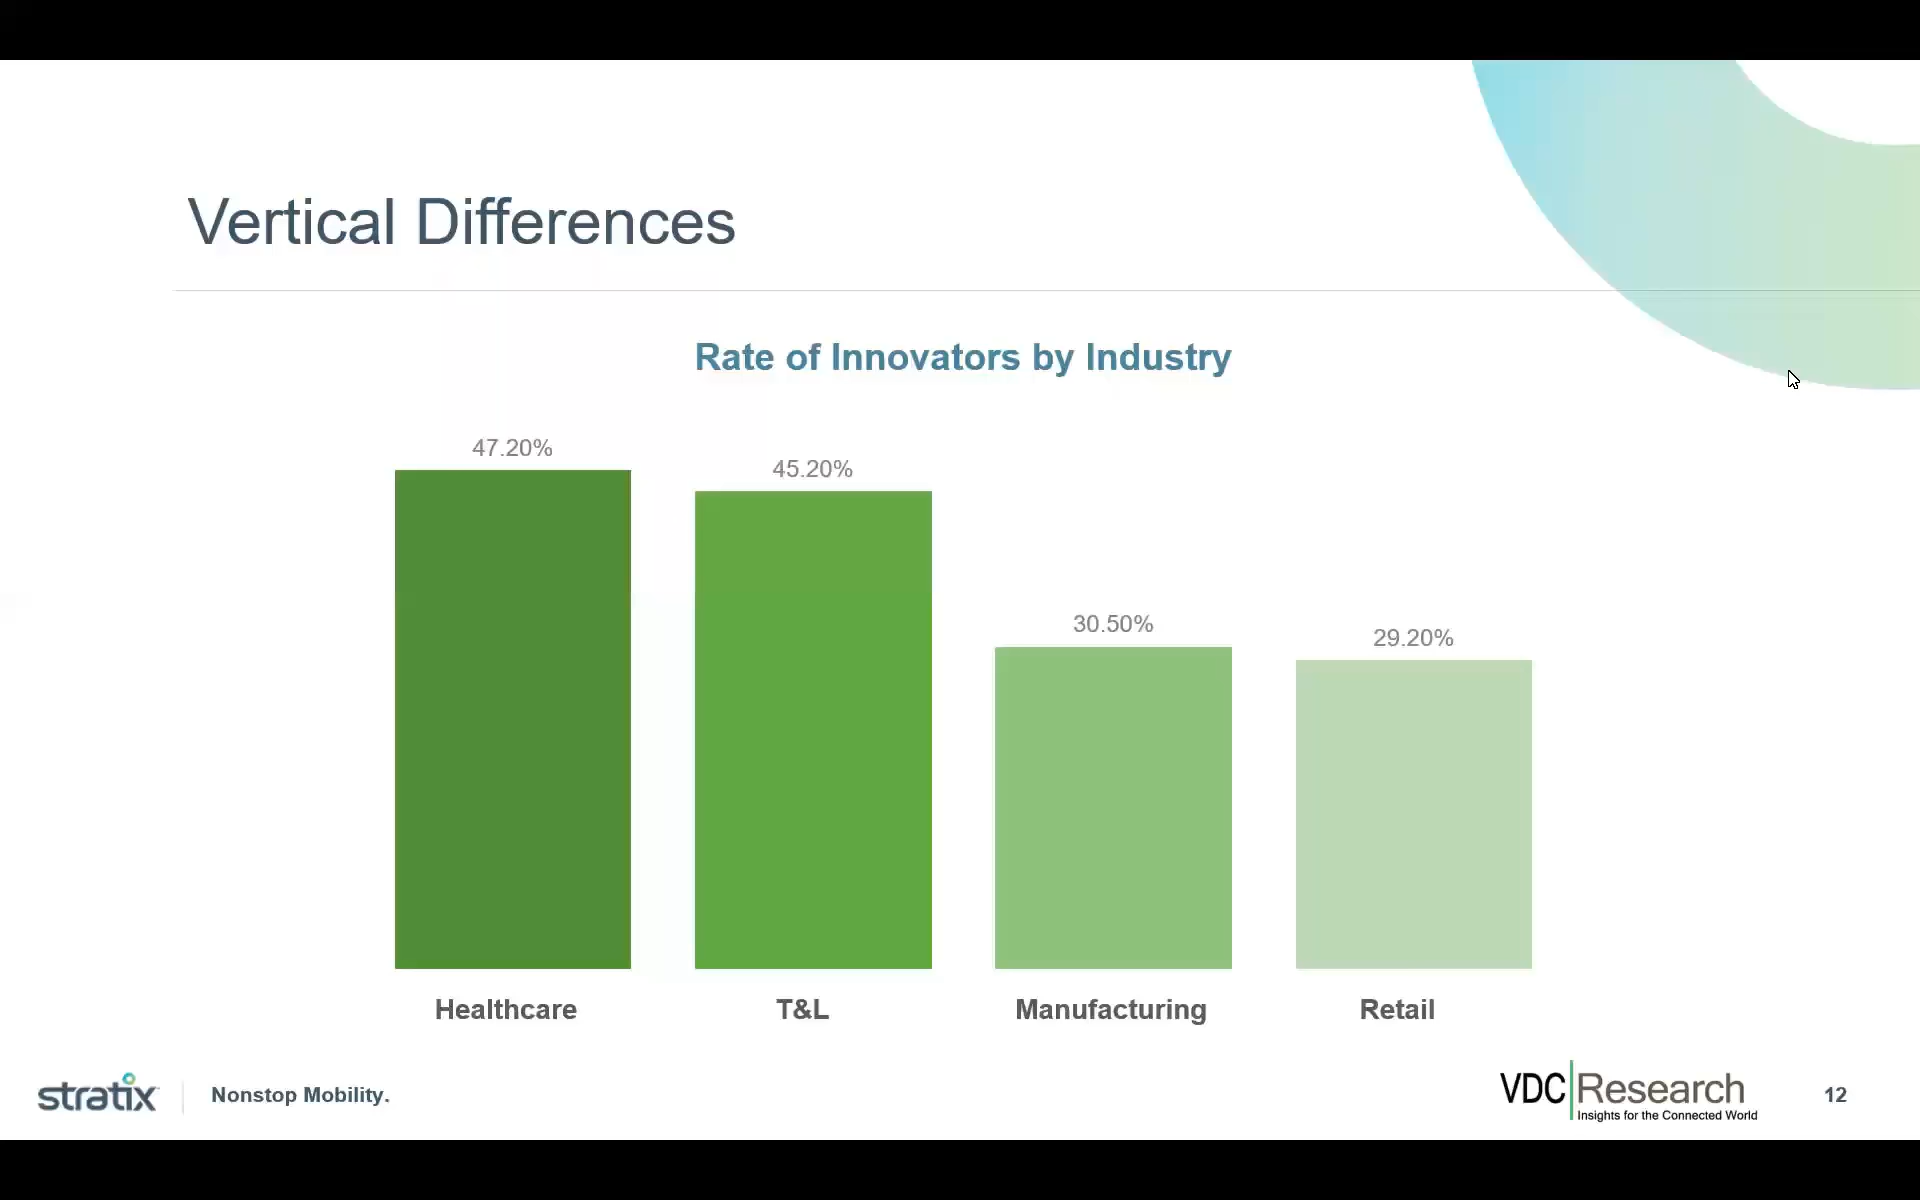 Vertical Differences
Rate of Innovators by Industry
47.20%
45.20%
30.50%
29.20%
Healthcare
T&L
Manufacturing
Retail
stratix
Nonstop Mobility.
VDC Research
Insights for the Connected World
12